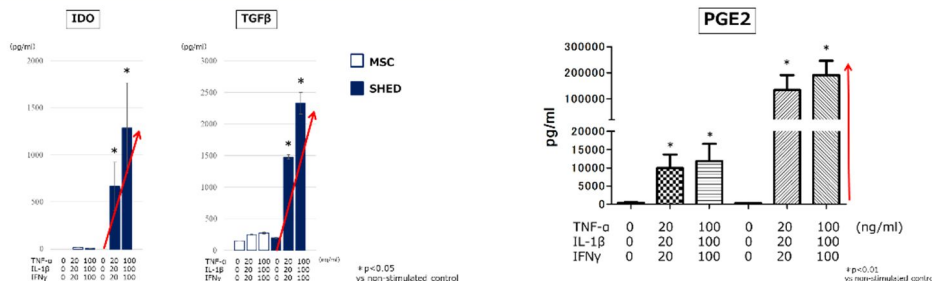 IDO
(pg/ml)
2000
1500
1000
500
0
*
*
TNF-α 0 20 100 0 20 100
IL-1β 0 20 100 0 20 100
IFNγ 0 20 100 0 20 100
TGFβ
(pg/ml)
3000
2500
2000
1500
1000
500
0
*
*
0 20 100 0 20 100 (ng/ml)
0 20 100 0 20 100
0 20 100 0 20 100
MSC
SHED
*p<0.05
vs non-stimulated control
PGE2
pg/ml
300000
200000
100000
20000
15000
10000
5000
0
*
*
*
*
TNF-α 0 20 100 0 20 100 (ng/ml)
IL-1β 0 20 100 0 20 100
IFNγ 0 20 100 0 20 100
*p<0.01
vs non-stimulated control